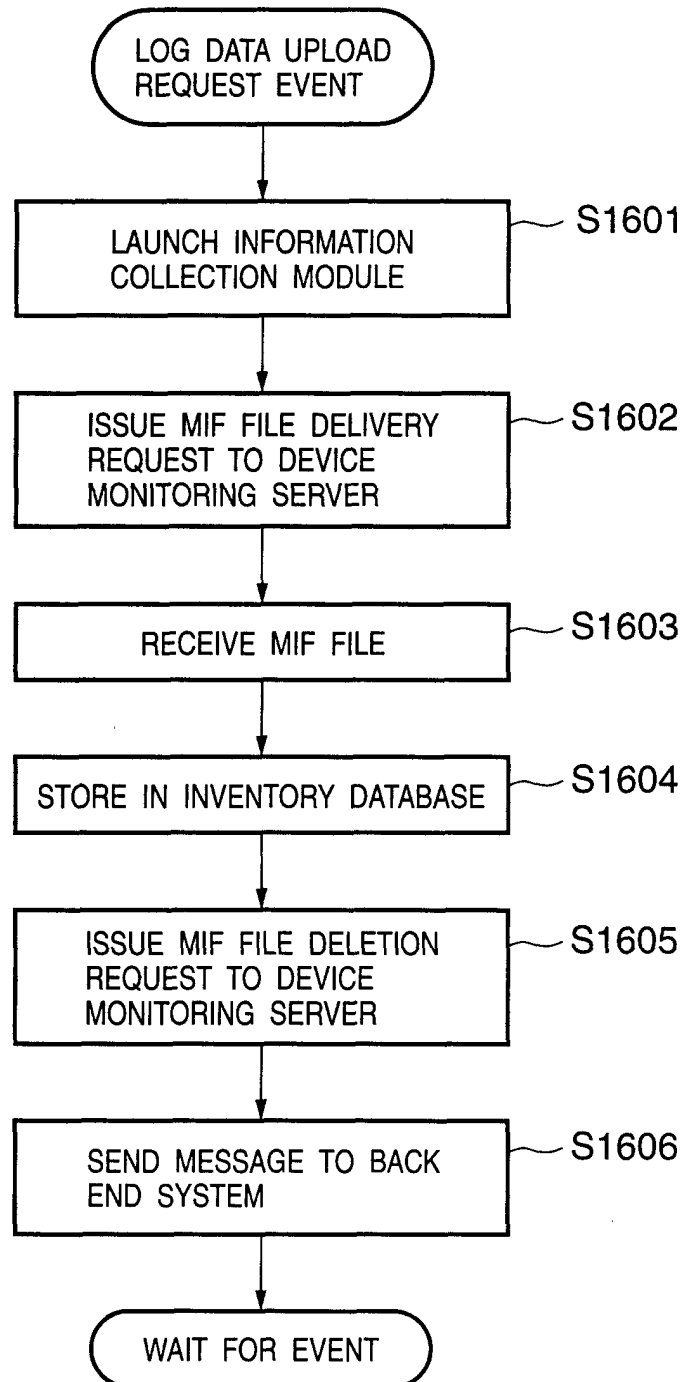 LOG DATA UPLOAD
REQUEST EVENT
S1601
LAUNCH INFORMATION
COLLECTION MODULE
S1602
ISSUE MIF FILE DELIVERY
REQUEST TO DEVICE
MONITORING SERVER
S1603
RECEIVE MIF FILE
S1604
STORE IN INVENTORY DATABASE
S1605
ISSUE MIF FILE DELETION
REQUEST TO DEVICE
MONITORING SERVER
S1606
SEND MESSAGE TO BACK
END SYSTEM
WAIT FOR EVENT